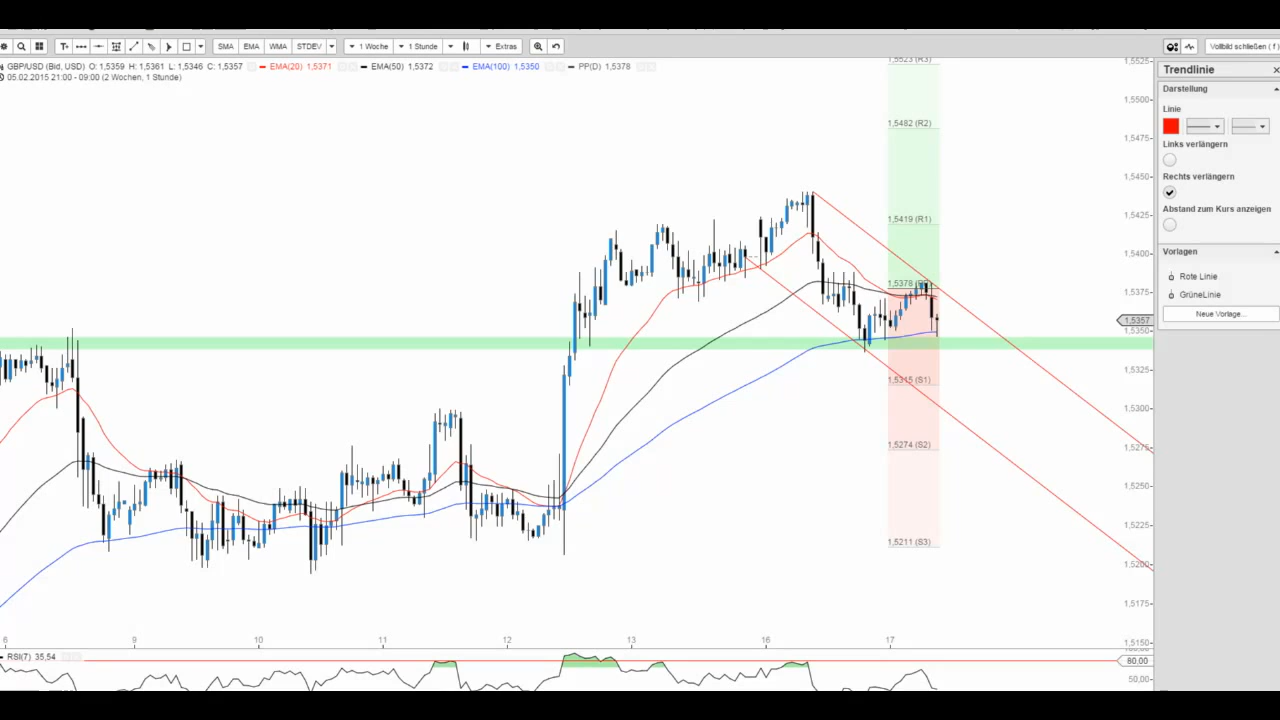 SMA EMA WMA STDEV 1 Woche 1 Stunde Extras Vollbild schließen ( f )
GBP/USD (Bid, USD) O: 1,5359 H: 1,5361 L: 1,5346 C: 1,5357 EMA(20) 1,5371 EMA(50) 1,5372 EMA(100) 1,5350 PP(D) 1,5378
05.02.2015 21:00 - 09:00 (2 Wochen, 1 Stunde)
Trendlinie
Darstellung
Linie
Links verlängern
Rechts verlängern
Abstand zum Kurs anzeigen
Vorlagen
Rote Linie
GrüneLinie
Neue Vorlage...
1,5523 (R3)
1,5482 (R2)
1,5419 (R1)
1,5378
1,5315 (S1)
1,5274 (S2)
1,5211 (S3)
1,5525
1,5500
1,5475
1,5450
1,5425
1,5400
1,5375
1,5357
1,5350
1,5325
1,5300
1,5275
1,5250
1,5225
1,5200
1,5175
1,5150
6 9 10 11 12 13 16 17
RSI(7) 35,54
80,00
50,00